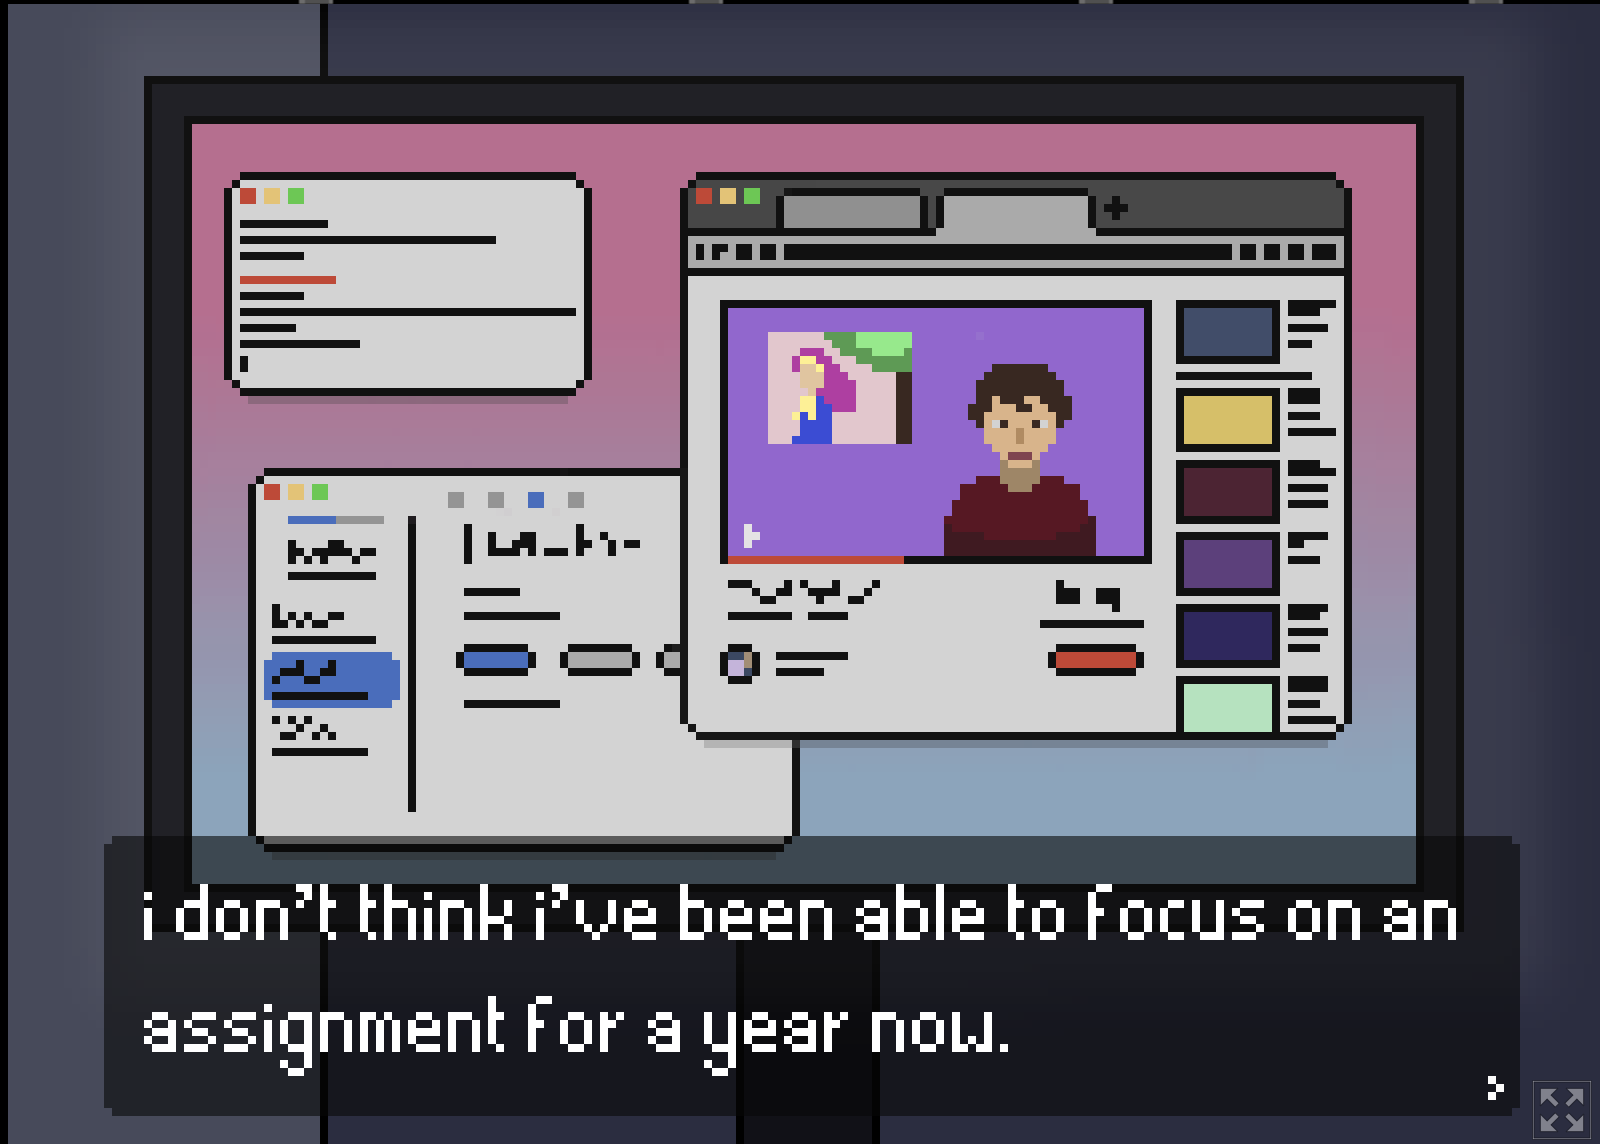 i don't think i've been able to focus on an
assignment for a year now.